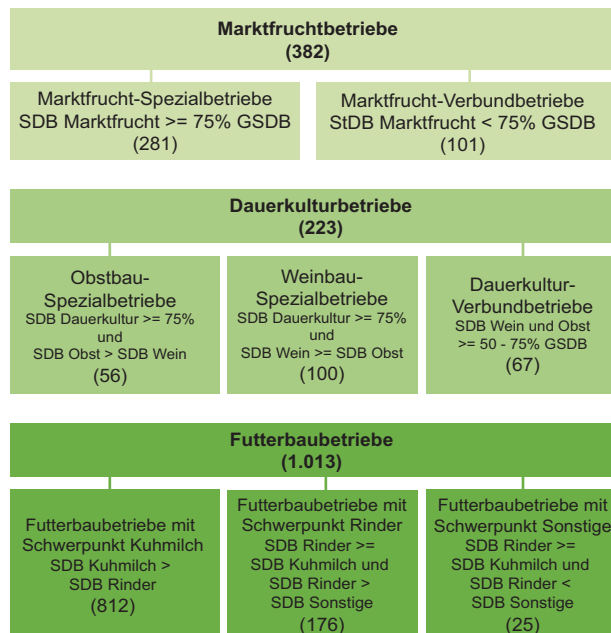 Marktfruchtbetriebe
(382)
Marktfrucht-Spezialbetriebe
SDB Marktfrucht >= 75% GSDB
(281)
Marktfrucht-Verbundbetriebe
StDB Marktfrucht < 75% GSDB
(101)
Dauerkulturbetriebe
(223)
Obstbau-
Spezialbetriebe
SDB Dauerkultur >= 75%
und
SDB Obst > SDB Wein
(56)
Weinbau-
Spezialbetriebe
SDB Dauerkultur >= 75%
und
SDB Wein >= SDB Obst
(100)
Dauerkultur-
Verbundbetriebe
SDB Wein und Obst
>= 50 - 75% GSDB
(67)
Futterbaubetriebe
(1.013)
Futterbaubetriebe mit
Schwerpunkt Kuhmilch
SDB Kuhmilch >
SDB Rinder
(812)
Futterbaubetriebe mit
Schwerpunkt Rinder
SDB Rinder >=
SDB Kuhmilch und
SDB Rinder >
SDB Sonstige
(176)
Futterbaubetriebe mit
Schwerpunkt Sonstige
SDB Rinder >=
SDB Kuhmilch und
SDB Rinder <
SDB Sonstige
(25)